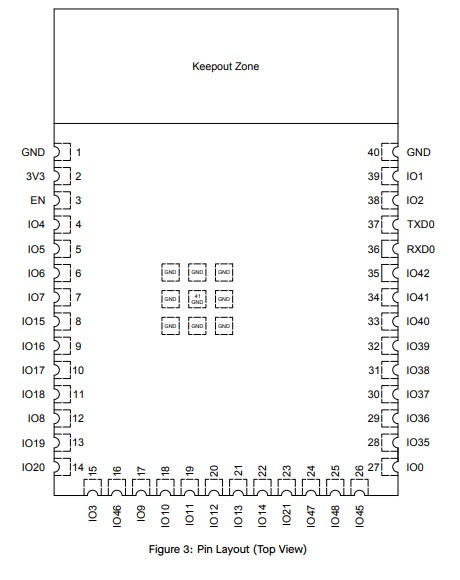 Keepout Zone
GND 1 40 GND
3V3 2 39 IO1
EN 3 38 IO2
IO4 4 37 TXD0
IO5 5 36 RXD0
IO6 6 GND GND GND 35 IO42
IO7 7 GND 41 GND GND 34 IO41
IO15 8 GND GND GND 33 IO40
IO16 9 32 IO39
IO17 10 31 IO38
IO18 11 30 IO37
IO8 12 29 IO36
IO19 13 28 IO35
IO20 14 27 IO0
15 16 17 18 19 20 21 22 23 24 25 26
IO3 IO46 IO9 IO10 IO11 IO12 IO13 IO14 IO21 IO47 IO48 IO45
Figure 3: Pin Layout (Top View)